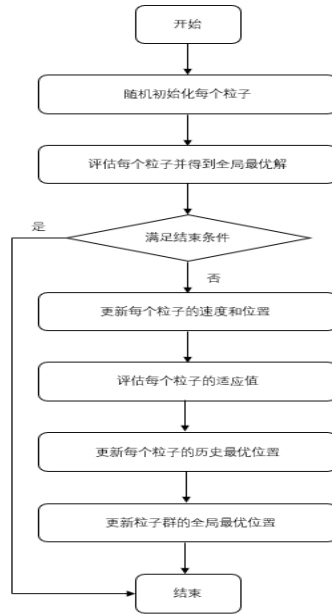 开始
随机初始化每个粒子
评估每个粒子并得到全局最优解
是
满足结束条件
否
更新每个粒子的速度和位置
评估每个粒子的适应值
更新每个粒子的历史最优位置
更新粒子群的全局最优位置
结束